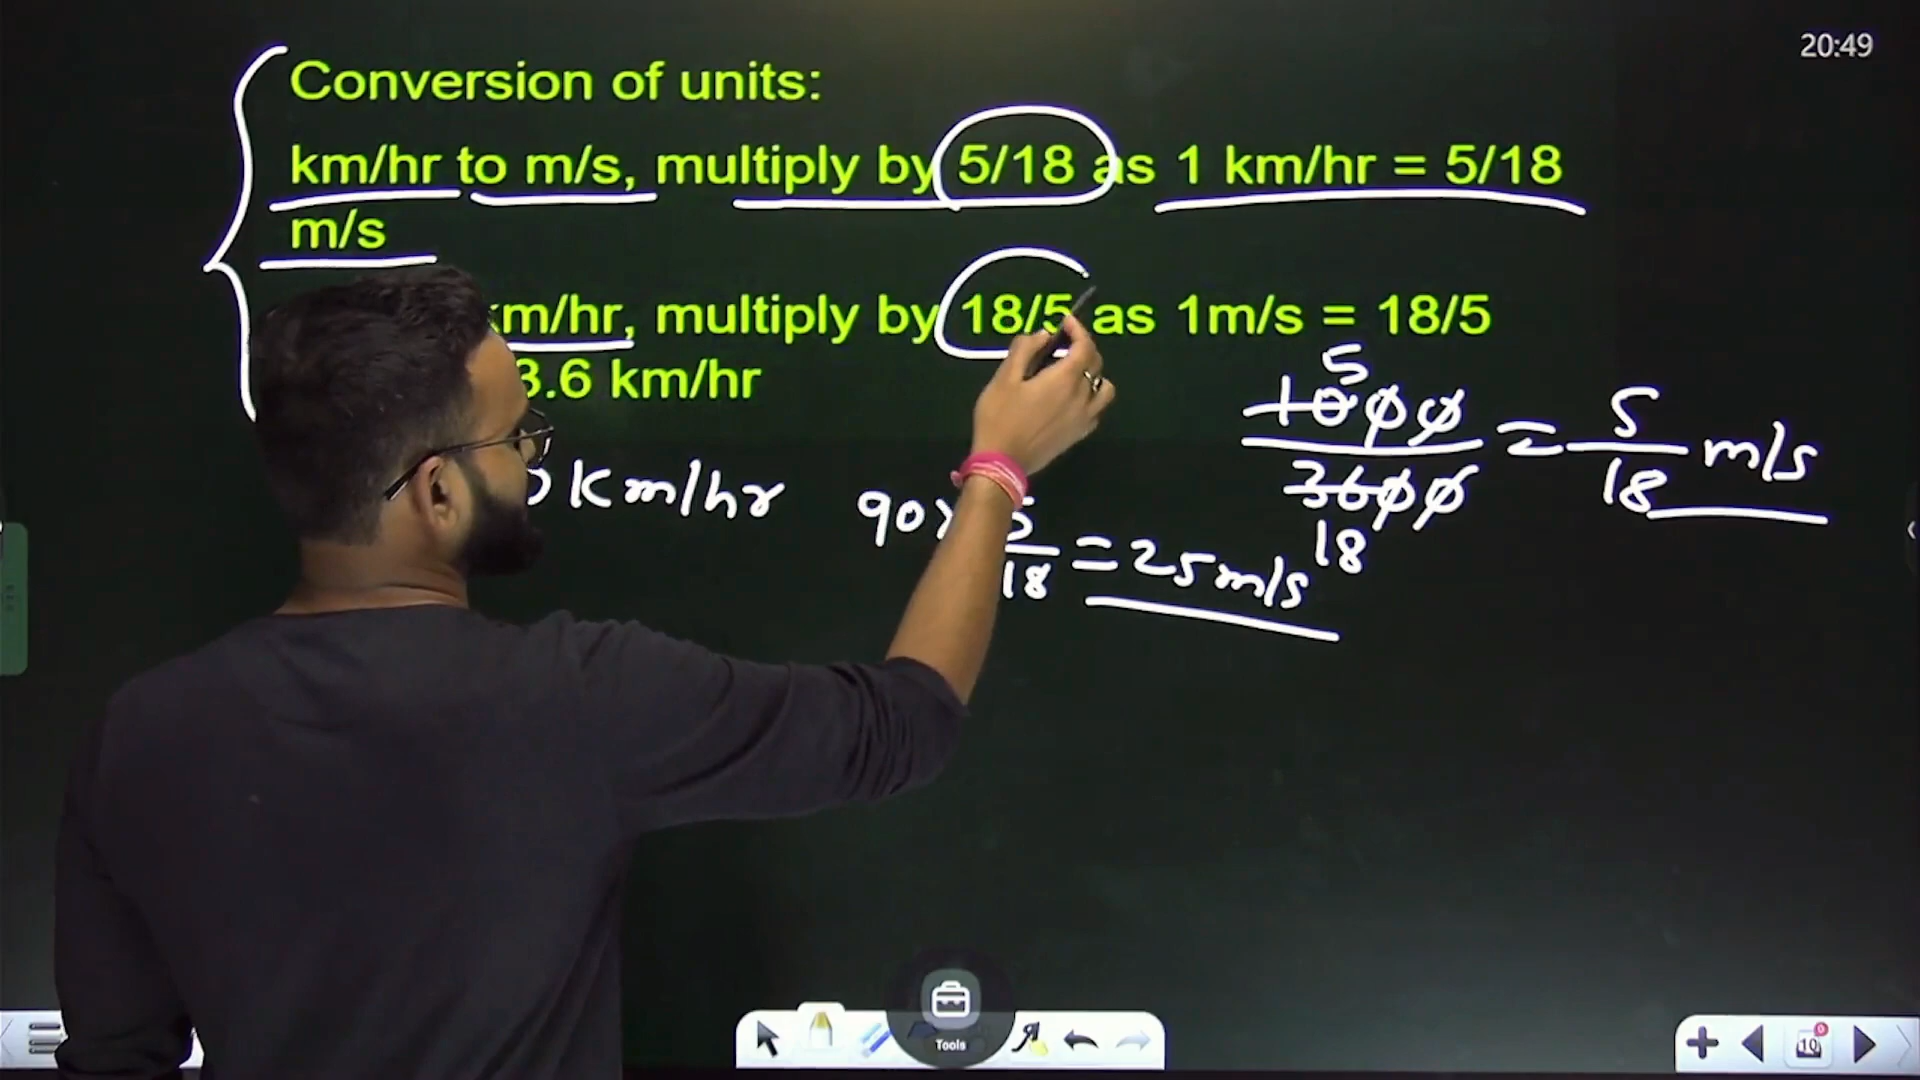 20:49
Conversion of units:
km/hr to m/s, multiply by 5/18 as 1 km/hr = 5/18
m/s
km/hr, multiply by 18/5 as 1m/s = 18/5
3.6 km/hr
5
1000
3600
18
= 5/18 m/s
km/hr
90 × 5/18 = 25 m/s
Tools
10
0